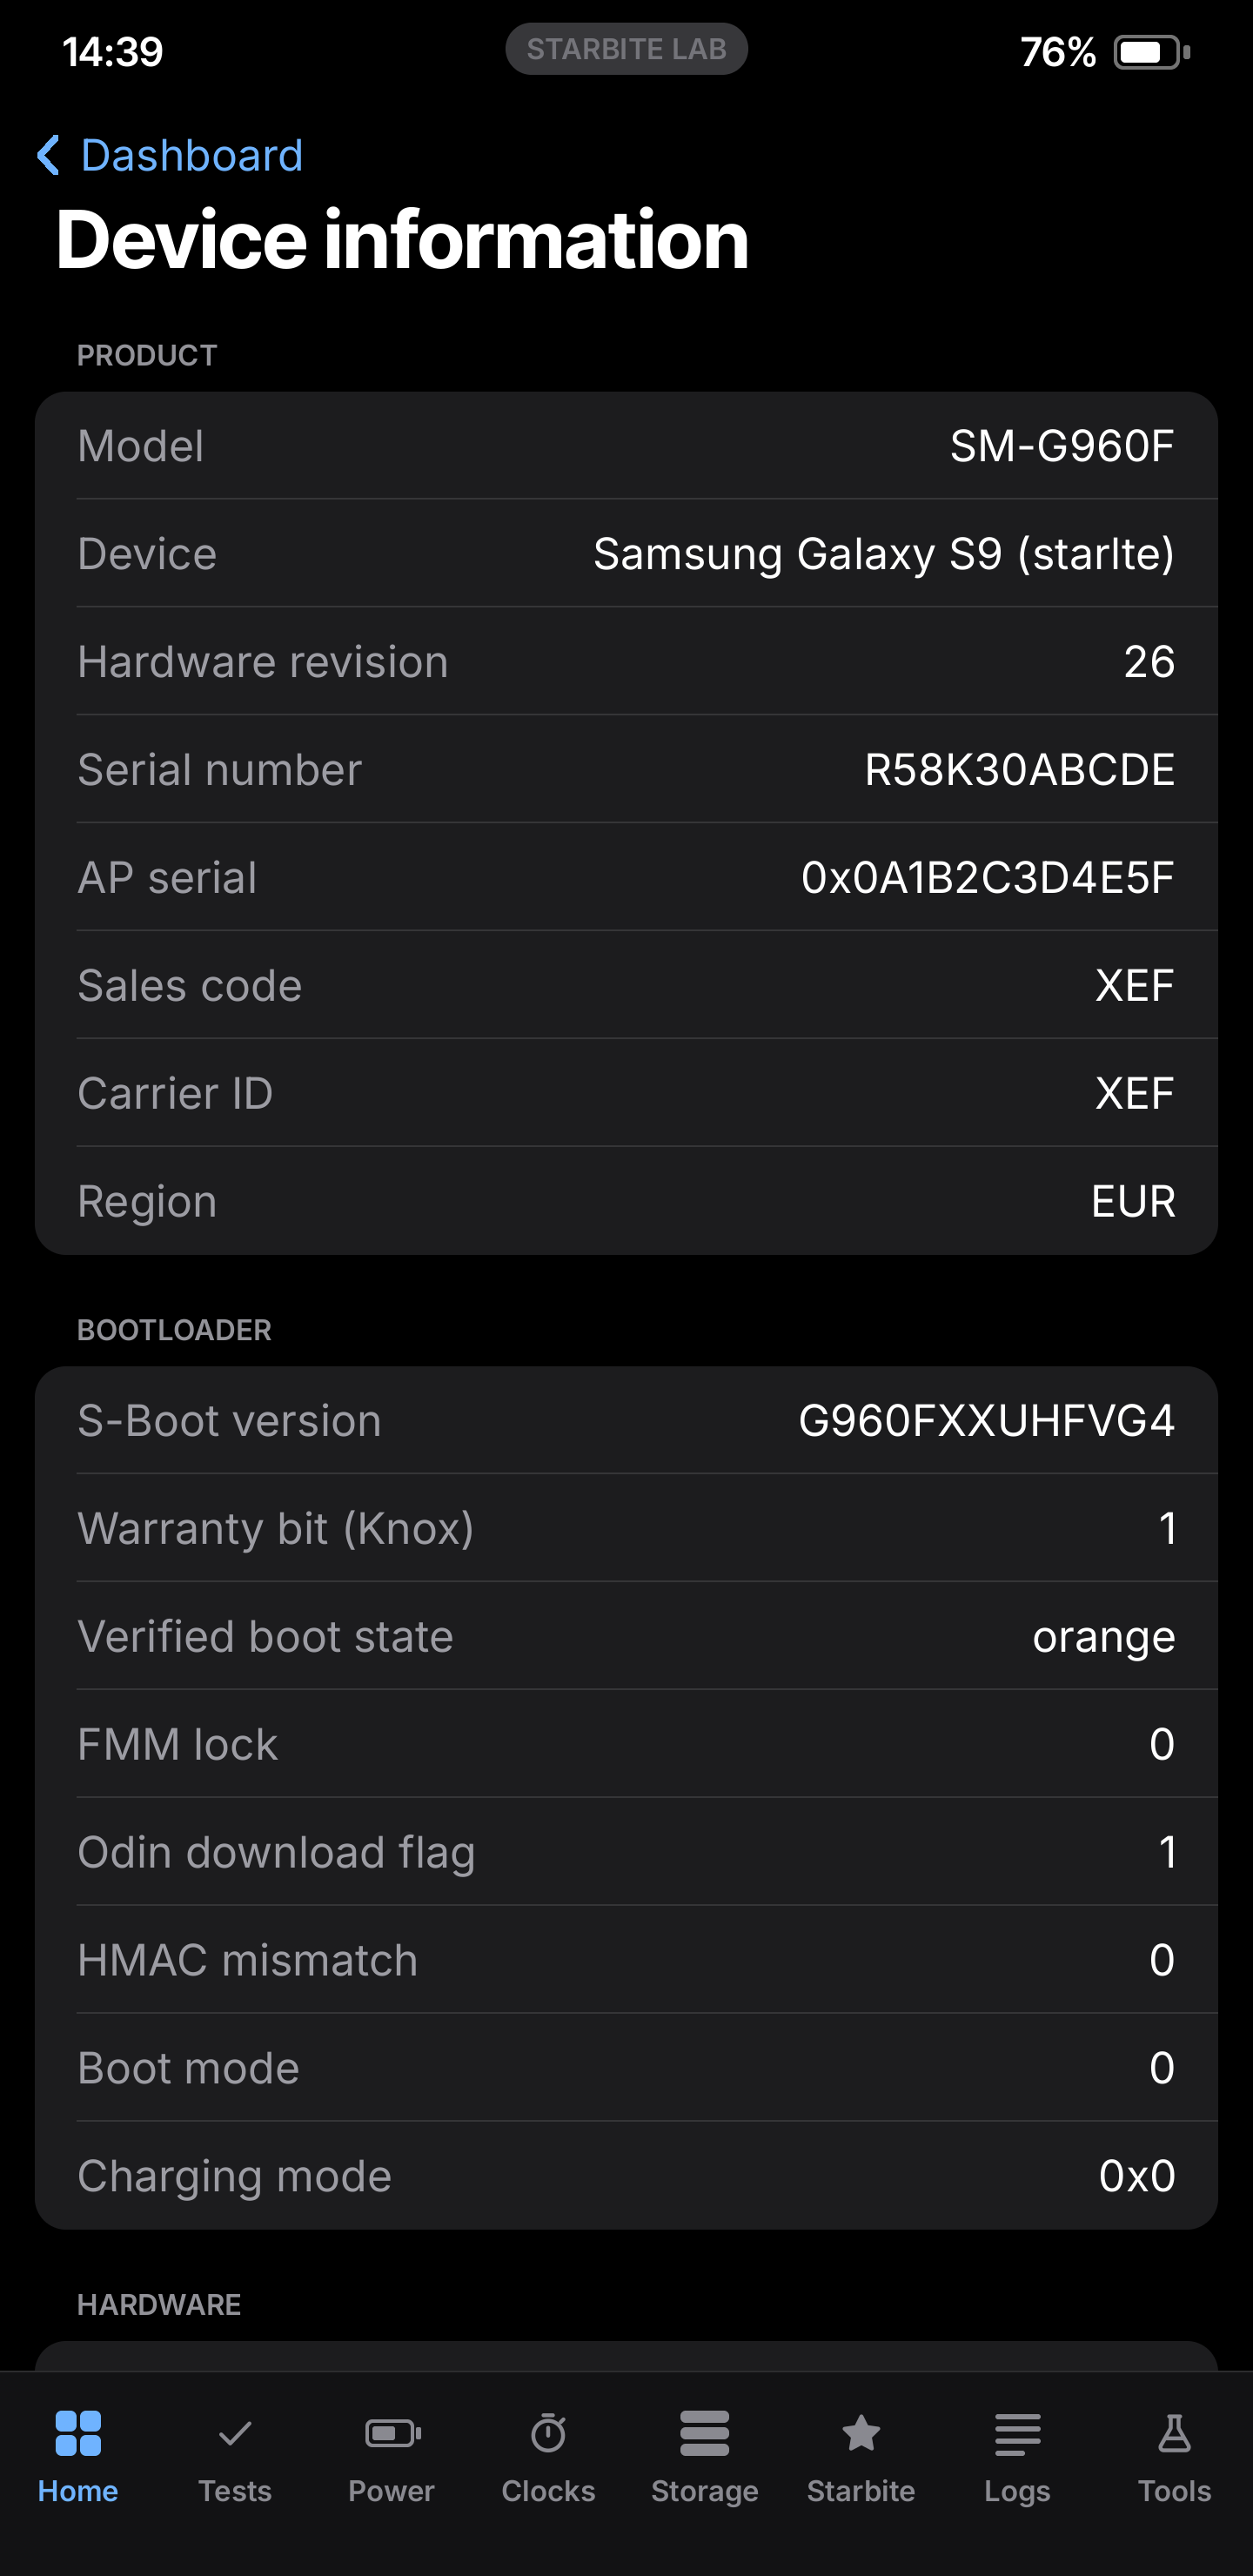 14:39
STARBITE LAB
76%
Dashboard
Device information
PRODUCT
Model SM-G960F
Device Samsung Galaxy S9 (starlte)
Hardware revision 26
Serial number R58K30ABCDE
AP serial 0x0A1B2C3D4E5F
Sales code XEF
Carrier ID XEF
Region EUR
BOOTLOADER
S-Boot version G960FXXUHFVG4
Warranty bit (Knox) 1
Verified boot state orange
FMM lock 0
Odin download flag 1
HMAC mismatch 0
Boot mode 0
Charging mode 0x0
HARDWARE
Home Tests Power Clocks Storage Starbite Logs Tools